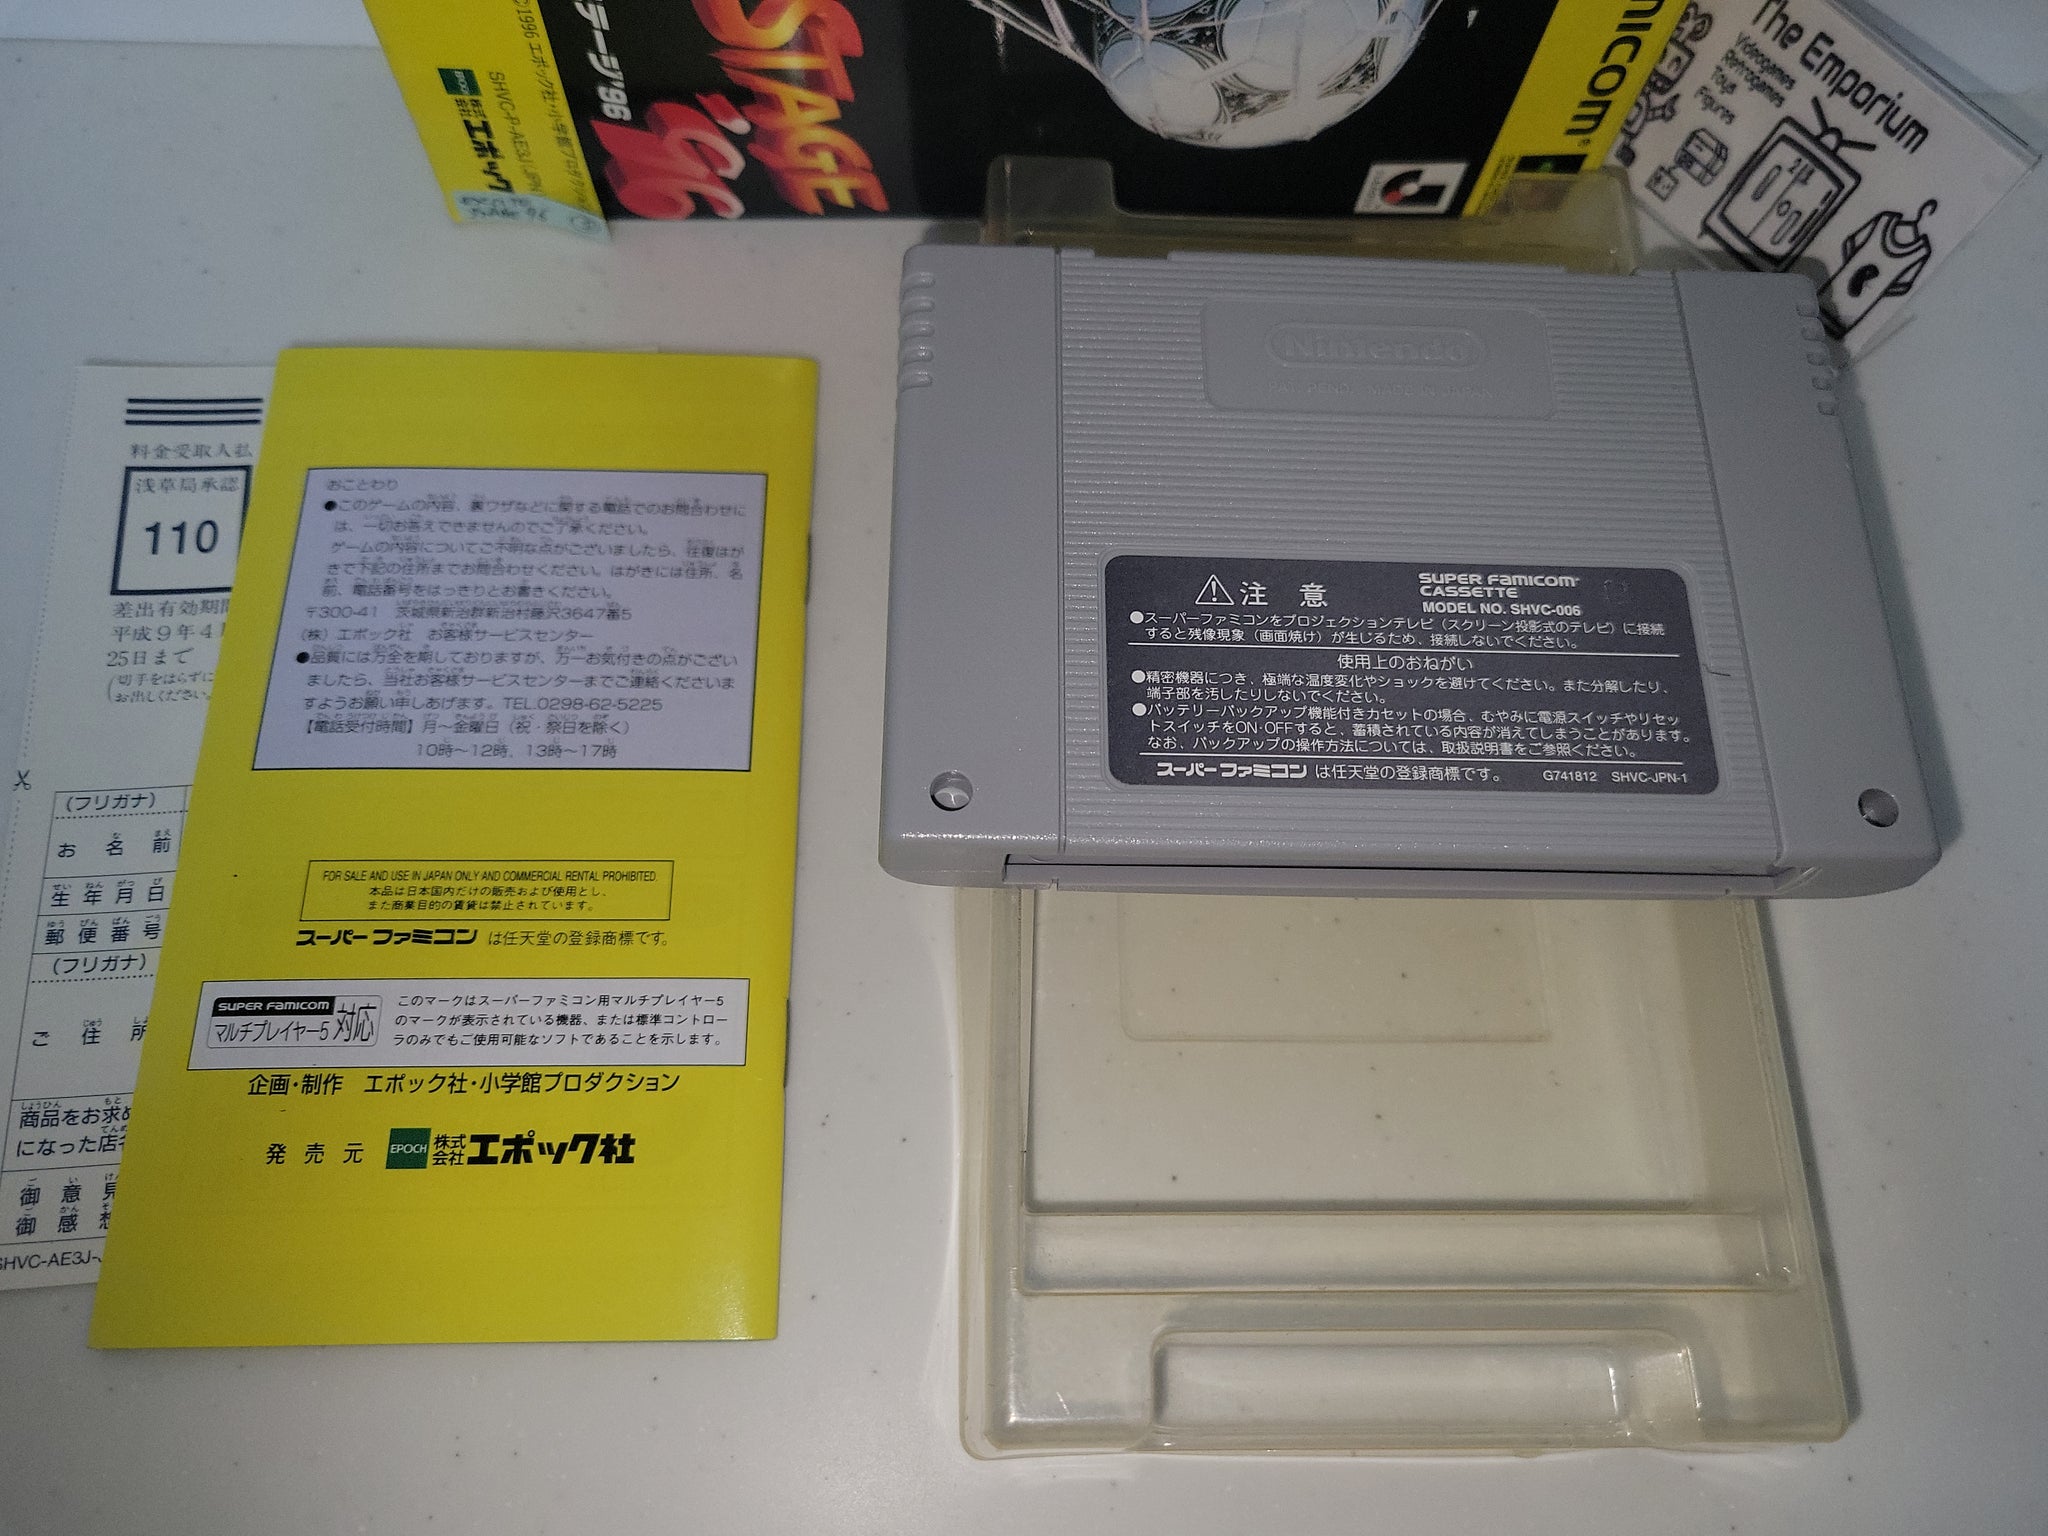 ©1996 エポック社・小学館プロダクション
SHVC-P-AE3J(JPN
EPOCH 株式会社 エポック
STAGE
'96
テージ'96
nicom®
The Emporium
Videogames
Retrogames
Toys
Figures
料金受取人払
浅草局承認
110
差出有効期間
平成9年4月
25日まで
(切手をはらずに
お出しください。
(フリガナ)
お名前
生年月日
郵便番号
(フリガナ)
ご住所
商品をお求め
になった店名
御意見
御感想
SHVC-AE3J-
おことわり
●このゲームの内容、裏ワザなどに関する電話でのお問合わせに
は、一切お答えできませんのでご了承ください。
ゲームの内容についてご不明な点がございましたら、往復はが
きで下記の住所までお問合わせください。はがきには住所、名
前、電話番号をはっきりとお書きください。
〒300-41 茨城県新治郡新治村藤沢3647番5
(株)エポック社 お客様サービスセンター
●品質には万全を期しておりますが、万一お気付きの点がござい
ましたら、当社お客様サービスセンターまでご連絡くださいま
すようお願い申しあげます。TEL.0298-62-5225
【電話受付時間】月～金曜日(祝・祭日を除く)
10時～12時、13時～17時
FOR SALE AND USE IN JAPAN ONLY AND COMMERCIAL RENTAL PROHIBITED.
本品は日本国内だけの販売および使用とし、
また商業目的の賃貸は禁止されています。
スーパーファミコン は任天堂の登録商標です。
SUPER FAMICOM
マルチプレイヤー5 対応
このマークはスーパーファミコン用マルチプレイヤー5
のマークが表示されている機器、または標準コントロー
ラのみでもご使用可能なソフトであることを示します。
企画・制作 エポック社・小学館プロダクション
発売元 EPOCH 株式会社 エポック社
Nintendo
PAT. PEND. MADE IN JAPAN
⚠注意
SUPER FAMICOM
CASSETTE
MODEL NO. SHVC-006
●スーパーファミコンをプロジェクションテレビ(スクリーン投影式のテレビ)に接続
すると残像現象(画面焼け)が生じるため、接続しないでください。
使用上のおねがい
●精密機器につき、極端な温度変化やショックを避けてください。また分解したり、
端子部を汚したりしないでください。
●バッテリーバックアップ機能付きカセットの場合、むやみに電源スイッチやリセッ
トスイッチをON・OFFすると、蓄積されている内容が消えてしまうことがあります。
なお、バックアップの操作方法については、取扱説明書をご参照ください。
スーパーファミコン は任天堂の登録商標です。 G741812 SHVC-JPN-1